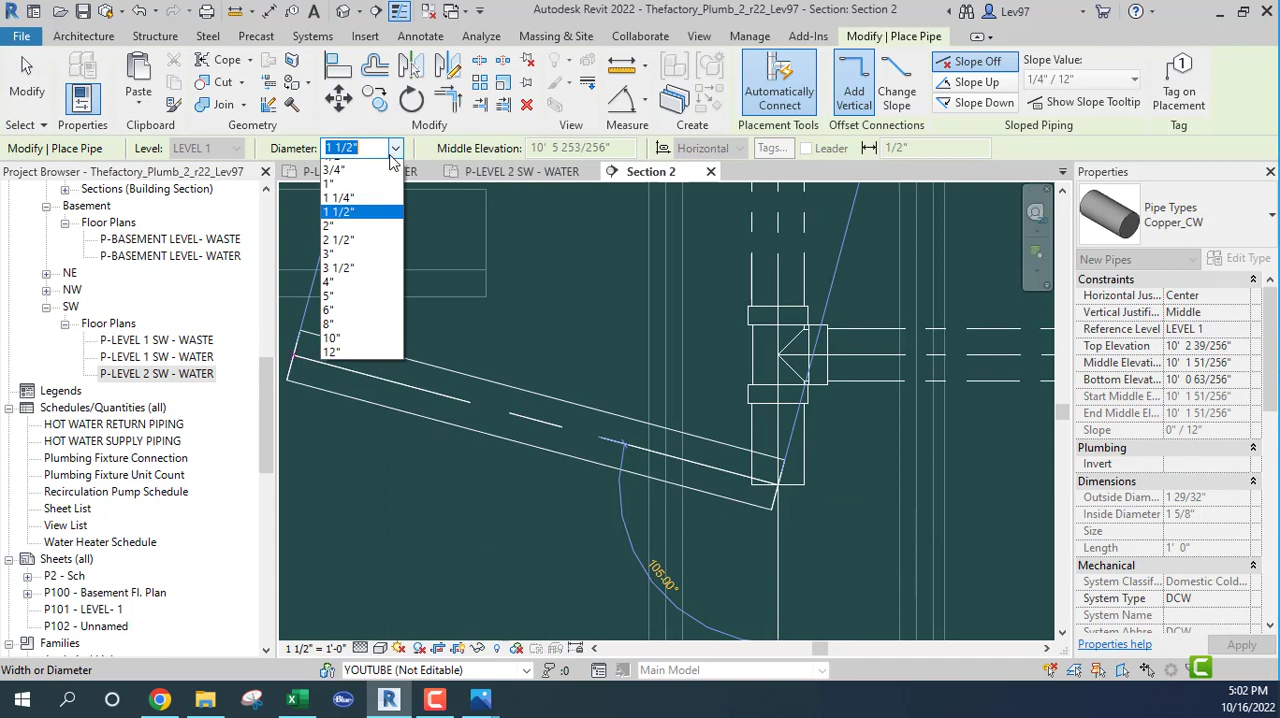 Autodesk Revit 2022 - Thefactory_Plumb_2_r22_Lev97 - Section: Section 2
Lev97
File
Architecture
Structure
Steel
Precast
Systems
Insert
Annotate
Analyze
Massing & Site
Collaborate
View
Manage
Add-Ins
Modify | Place Pipe
Modify
Paste
Cope
Cut
Join
Automatically
Connect
Add
Vertical
Change
Slope
Slope Off
Slope Up
Slope Down
Slope Value:
1/4" / 12"
Show Slope Tooltip
Tag on
Placement
Select
Properties
Clipboard
Geometry
Modify
View
Measure
Create
Placement Tools
Offset Connections
Sloped Piping
Tag
Modify | Place Pipe
Level:
LEVEL 1
Diameter:
1 1/2"
Middle Elevation:
10' 5 253/256"
Horizontal
Tags...
Leader
1/2"
Project Browser - Thefactory_Plumb_2_r22_Lev97
P-LEVEL 2 SW - WATER
Section 2
Properties
3/4"
1"
1 1/4"
1 1/2"
2"
2 1/2"
3"
3 1/2"
4"
5"
6"
8"
10"
12"
Sections (Building Section)
Basement
Floor Plans
P-BASEMENT LEVEL- WASTE
P-BASEMENT LEVEL- WATER
NE
NW
SW
Floor Plans
P-LEVEL 1 SW - WASTE
P-LEVEL 1 SW - WATER
P-LEVEL 2 SW - WATER
Legends
Schedules/Quantities (all)
HOT WATER RETURN PIPING
HOT WATER SUPPLY PIPING
Plumbing Fixture Connection
Plumbing Fixture Unit Count
Recirculation Pump Schedule
Sheet List
View List
Water Heater Schedule
Sheets (all)
P2 - Sch
P100 - Basement Fl. Plan
P101 - LEVEL- 1
P102 - Unnamed
Families
105.00°
Pipe Types
Copper_CW
New Pipes
Edit Type
Constraints
Horizontal Jus...
Center
Vertical Justifi...
Middle
Reference Level
LEVEL 1
Top Elevation
10' 2 39/256"
Middle Elevati...
10' 1 51/256"
Bottom Elevat...
10' 0 63/256"
Start Middle El...
10' 1 51/256"
End Middle El...
10' 1 51/256"
Slope
0" / 12"
Plumbing
Invert
Dimensions
Outside Diam...
1 29/32"
Inside Diameter
1 5/8"
Length
1' 0"
Mechanical
System Classif...
Domestic Cold...
System Type
DCW
System Name
System Abbre...
DCW
Properties help
Apply
1 1/2" = 1'-0"
Width or Diameter
YOUTUBE (Not Editable)
:0
Main Model
5:02 PM
10/16/2022